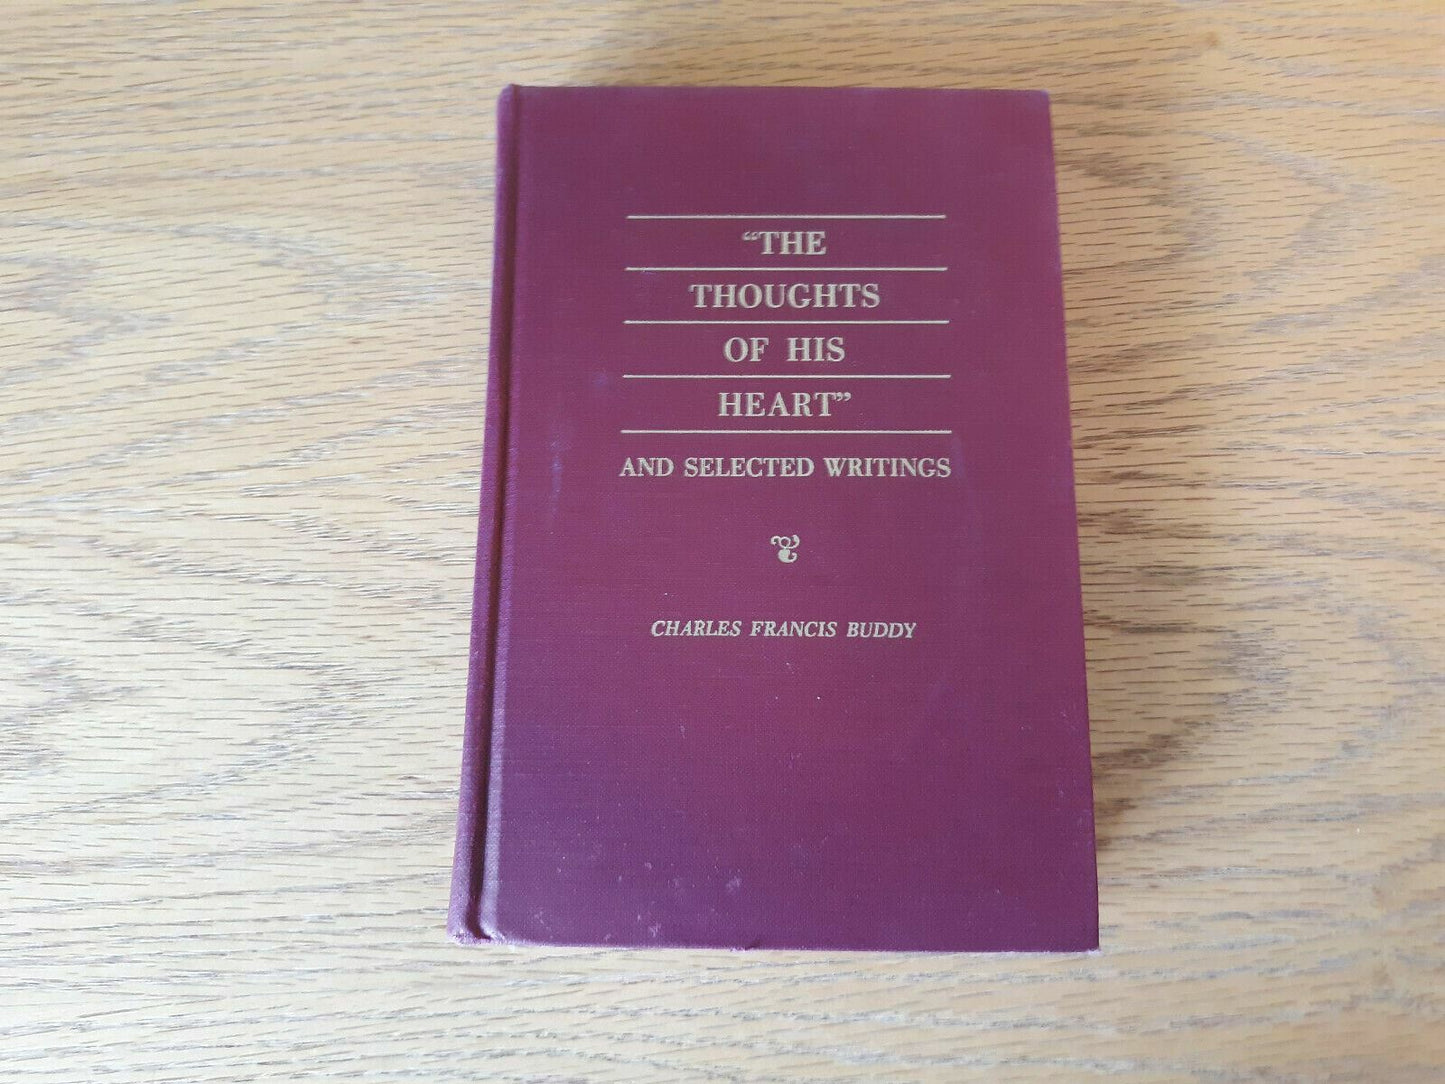 “THE
THOUGHTS
OF HIS
HEART”
AND SELECTED WRITINGS
CHARLES FRANCIS BUDDY